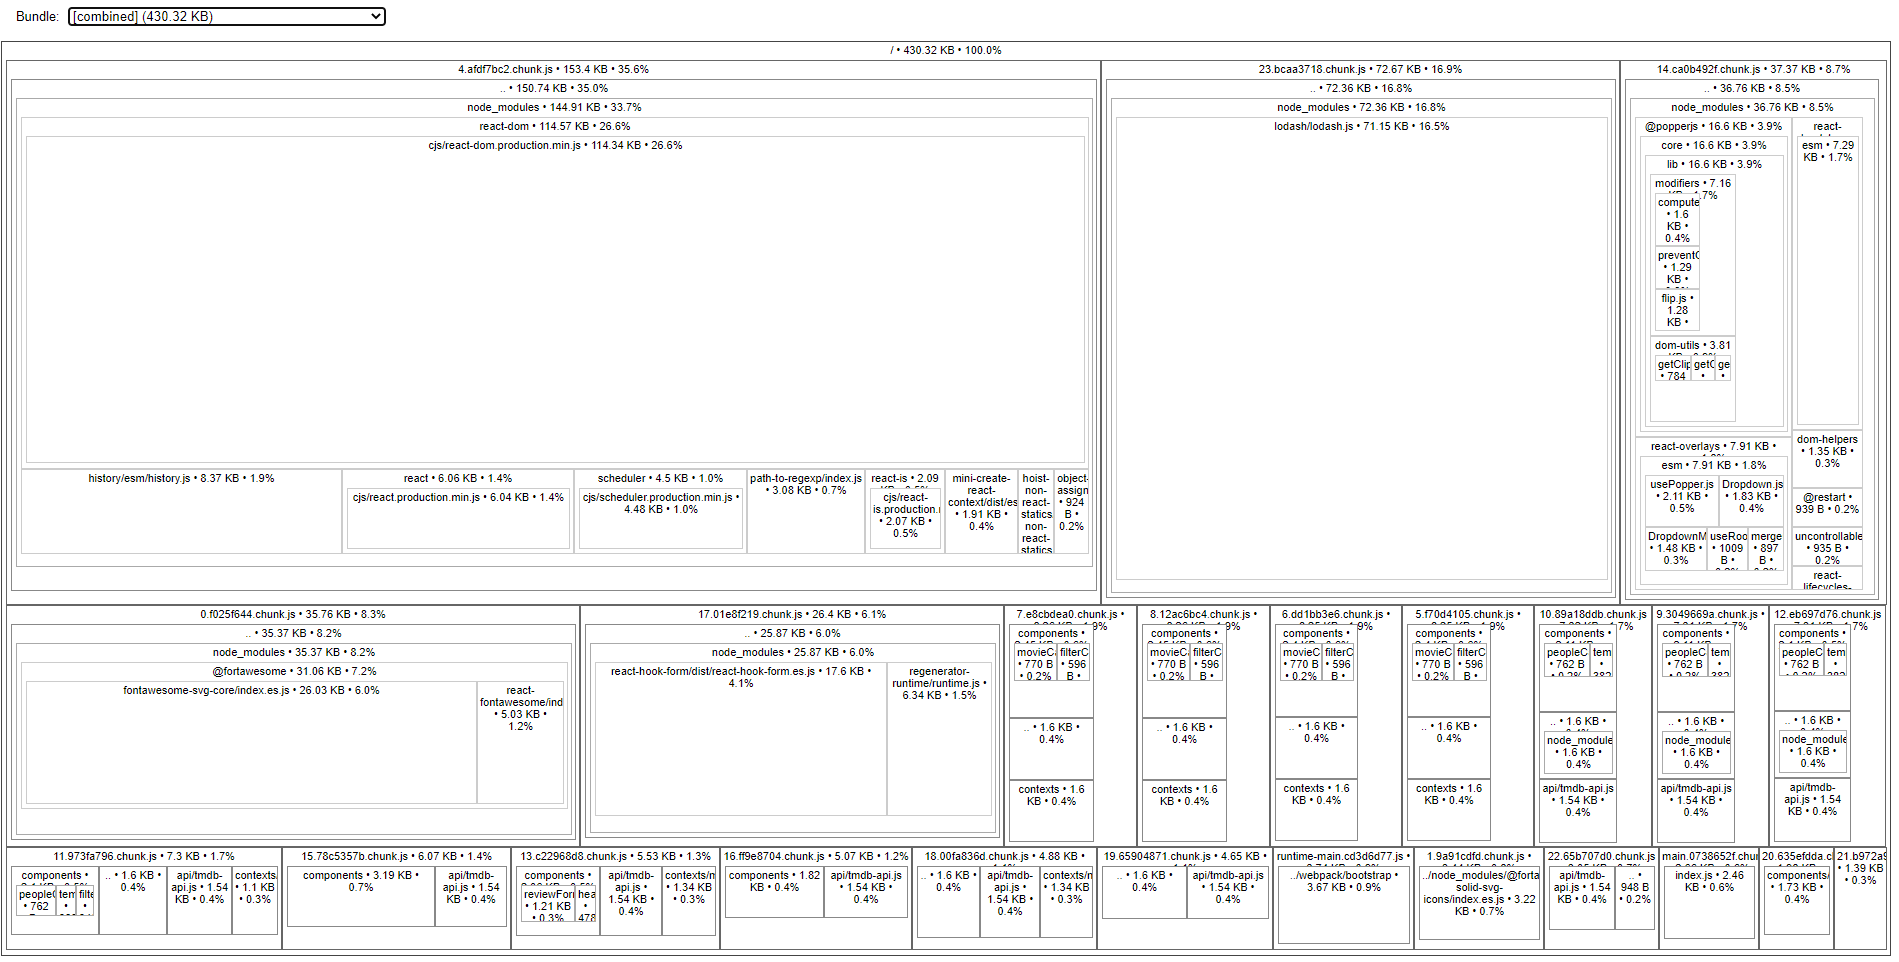 Bundle: [combined] (430.32 KB)
/ • 430.32 KB • 100.0%
4.afdf7bc2.chunk.js • 153.4 KB • 35.6%
.. • 150.74 KB • 35.0%
node_modules • 144.91 KB • 33.7%
react-dom • 114.57 KB • 26.6%
cjs/react-dom.production.min.js • 114.34 KB • 26.6%
history/esm/history.js • 8.37 KB • 1.9%
react • 6.06 KB • 1.4%
cjs/react.production.min.js • 6.04 KB • 1.4%
scheduler • 4.5 KB • 1.0%
cjs/scheduler.production.min.js •
4.48 KB • 1.0%
path-to-regexp/index.js
• 3.08 KB • 0.7%
react-is • 2.09
cjs/react-
is.production.
• 2.07 KB •
0.5%
mini-create-
react-
context/dist/es
• 1.91 KB •
0.4%
hoist-
non-
react-
statics
non-
react-
statics
object-
assign
• 924
B •
0.2%
23.bcaa3718.chunk.js • 72.67 KB • 16.9%
.. • 72.36 KB • 16.8%
node_modules • 72.36 KB • 16.8%
lodash/lodash.js • 71.15 KB • 16.5%
14.ca0b492f.chunk.js • 37.37 KB • 8.7%
.. • 36.76 KB • 8.5%
node_modules • 36.76 KB • 8.5%
@popperjs • 16.6 KB • 3.9%
core • 16.6 KB • 3.9%
lib • 16.6 KB • 3.9%
modifiers • 7.16
compute
• 1.6
KB •
0.4%
prevent
• 1.29
KB •
flip.js •
1.28
KB •
dom-utils • 3.81
getClip
• 784
react-
esm • 7.29
KB • 1.7%
react-overlays • 7.91 KB •
esm • 7.91 KB • 1.8%
usePopper.js
• 2.11 KB •
0.5%
Dropdown.js
• 1.83 KB •
0.4%
DropdownM
• 1.48 KB •
0.3%
useRoo
• 1009
B •
merge
• 897
B •
dom-helpers
• 1.35 KB •
0.3%
@restart •
939 B • 0.2%
uncontrollable
• 935 B •
0.2%
react-
lifecycles-
0.f025f644.chunk.js • 35.76 KB • 8.3%
.. • 35.37 KB • 8.2%
node_modules • 35.37 KB • 8.2%
@fortawesome • 31.06 KB • 7.2%
fontawesome-svg-core/index.es.js • 26.03 KB • 6.0%
react-
fontawesome/ind
• 5.03 KB •
1.2%
17.01e8f219.chunk.js • 26.4 KB • 6.1%
.. • 25.87 KB • 6.0%
node_modules • 25.87 KB • 6.0%
react-hook-form/dist/react-hook-form.es.js • 17.6 KB •
4.1%
regenerator-
runtime/runtime.js •
6.34 KB • 1.5%
7.e8cbdea0.chunk.js •
components •
movieC
• 770 B
• 0.2%
filterC
• 596
B •
.. • 1.6 KB •
0.4%
contexts • 1.6
KB • 0.4%
8.12ac6bc4.chunk.js •
components •
movieC
• 770 B
• 0.2%
filterC
• 596
B •
.. • 1.6 KB •
0.4%
contexts • 1.6
KB • 0.4%
6.dd1bb3e6.chunk.js •
components •
movieC
• 770 B
• 0.2%
filterC
• 596
B •
.. • 1.6 KB •
0.4%
contexts • 1.6
KB • 0.4%
5.f70d4105.chunk.js •
components •
movieC
• 770 B
• 0.2%
filterC
• 596
B •
.. • 1.6 KB •
0.4%
contexts • 1.6
KB • 0.4%
10.89a18ddb.chunk.js
components •
peopleC
• 762 B
tem
•
.. • 1.6 KB •
node_module
• 1.6 KB •
0.4%
api/tmdb-api.js
• 1.54 KB •
0.4%
9.3049669a.chunk.js •
components •
peopleC
• 762 B
tem
•
.. • 1.6 KB •
node_module
• 1.6 KB •
0.4%
api/tmdb-api.js
• 1.54 KB •
0.4%
12.eb697d76.chunk.js
components •
peopleC
• 762 B
tem
•
.. • 1.6 KB •
node_module
• 1.6 KB •
0.4%
api/tmdb-
api.js • 1.54
KB • 0.4%
11.973fa796.chunk.js • 7.3 KB • 1.7%
components •
peopleC
• 762
tem
•
filte
•
.. • 1.6 KB •
0.4%
api/tmdb-
api.js • 1.54
KB • 0.4%
contexts
• 1.1 KB
• 0.3%
15.78c5357b.chunk.js • 6.07 KB • 1.4%
components • 3.19 KB •
0.7%
api/tmdb-
api.js • 1.54
KB • 0.4%
13.c22968d8.chunk.js • 5.53 KB • 1.3%
components •
reviewFor
• 1.21 KB
• 0.3%
hea
•
478
api/tmdb-
api.js •
1.54 KB •
0.4%
contexts/
• 1.34 KB
• 0.3%
16.ff9e8704.chunk.js • 5.07 KB • 1.2%
components • 1.82
KB • 0.4%
api/tmdb-api.js
• 1.54 KB •
0.4%
18.00fa836d.chunk.js • 4.88 KB •
.. • 1.6 KB •
0.4%
api/tmdb-
api.js •
1.54 KB •
0.4%
contexts/
• 1.34 KB
• 0.3%
19.65904871.chunk.js • 4.65 KB •
.. • 1.6 KB •
0.4%
api/tmdb-api.js
• 1.54 KB •
0.4%
runtime-main.cd3d6d77.js •
../webpack/bootstrap •
3.67 KB • 0.9%
1.9a91cdfd.chunk.js •
../node_modules/@forta
solid-svg-
icons/index.es.js • 3.22
KB • 0.7%
22.65b707d0.chunk.js
api/tmdb-
api.js • 1.54
KB • 0.4%
.. •
948 B
• 0.2%
main.0738652f.chun
index.js • 2.46
KB • 0.6%
20.635efdda.c
components/
• 1.73 KB •
0.4%
21.b972a9
• 1.39 KB
• 0.3%